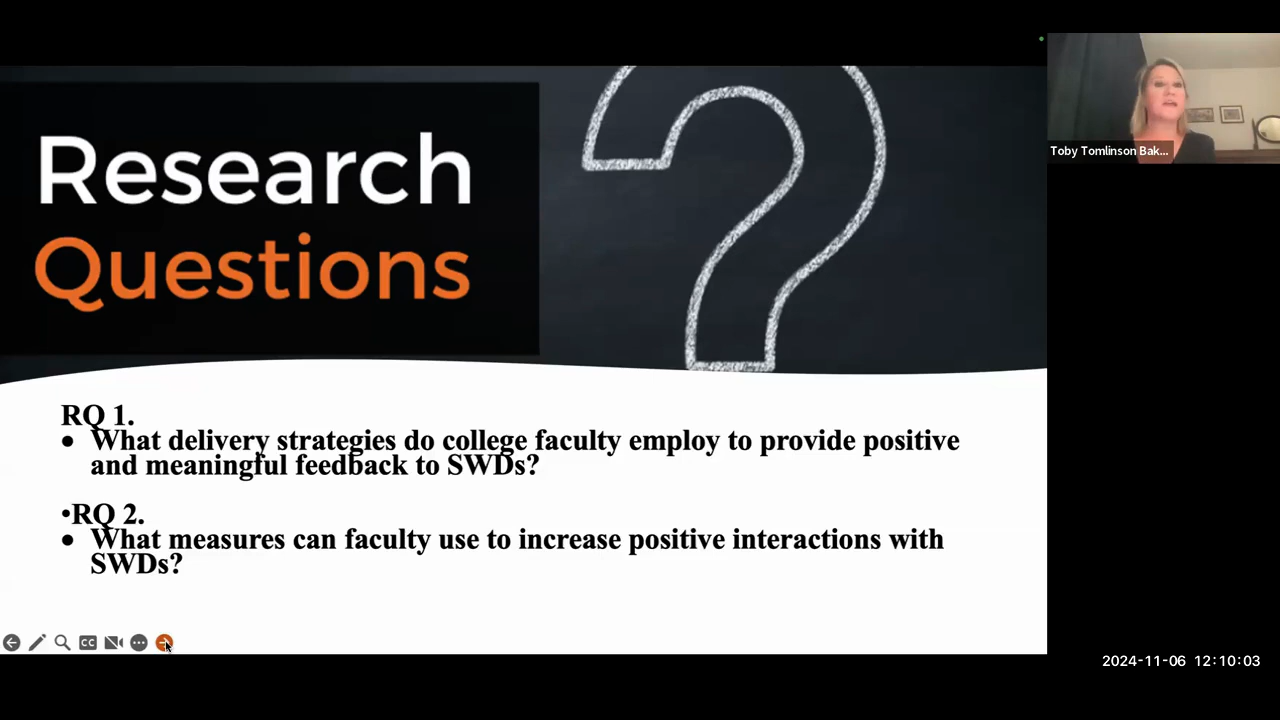 Research
Questions
RQ 1.
• What delivery strategies do college faculty employ to provide positive
and meaningful feedback to SWDs?
•RQ 2.
• What measures can faculty use to increase positive interactions with
SWDs?
CC
Toby Tomlinson Bak...
2024-11-06 12:10:03